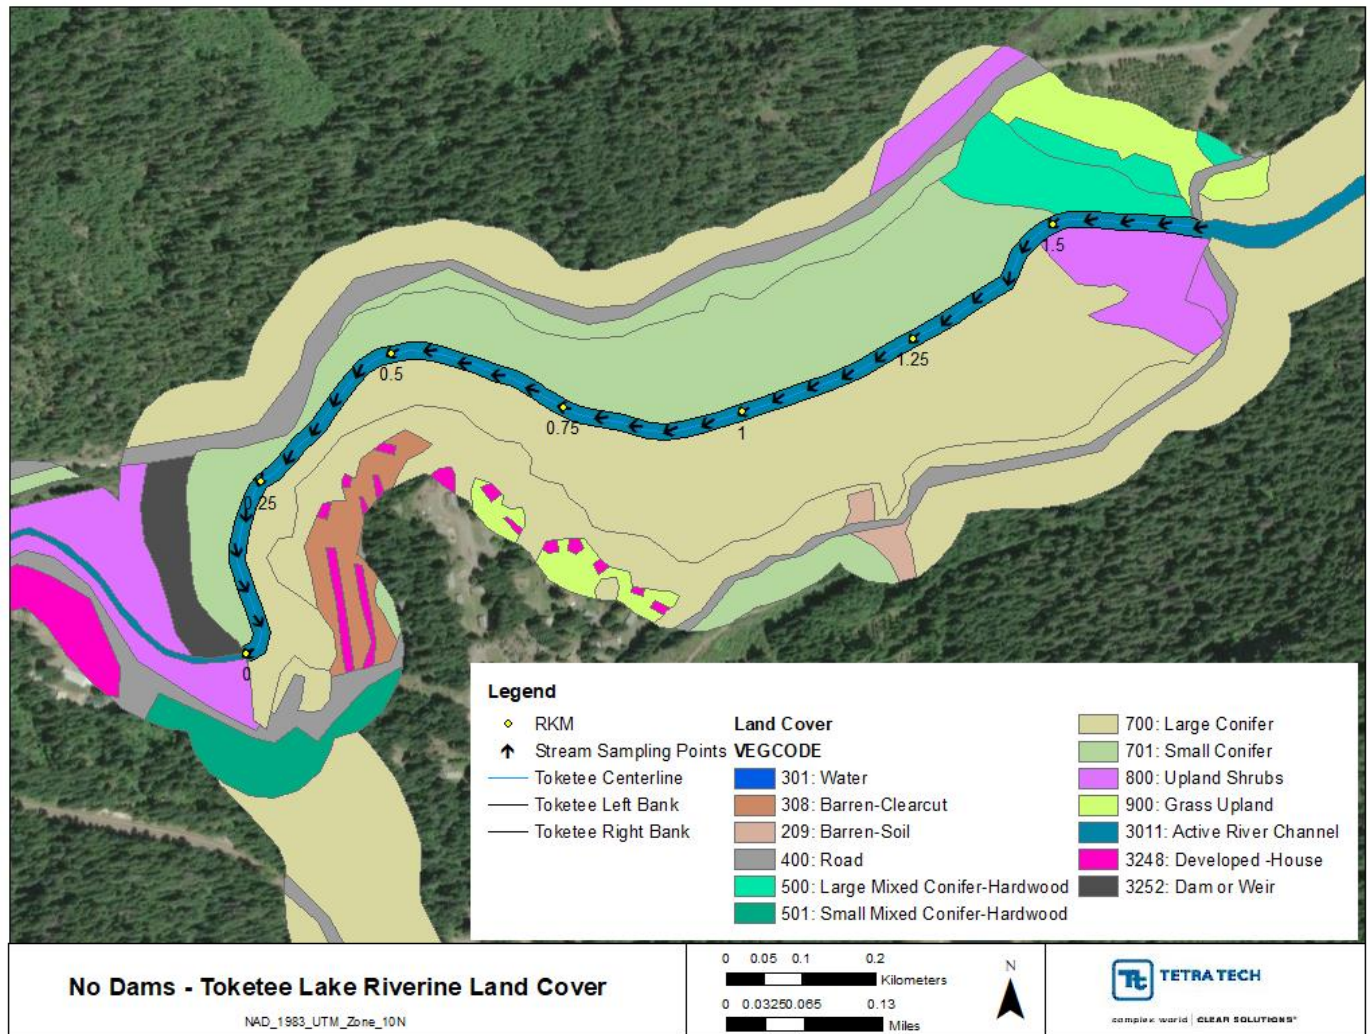 1.5
1.25
0.5
0.75
1
0.25
0
Legend
RKM
Stream Sampling Points
Toketee Centerline
Toketee Left Bank
Toketee Right Bank
Land Cover
VEGCODE
301: Water
308: Barren-Clearcut
209: Barren-Soil
400: Road
500: Large Mixed Conifer-Hardwood
501: Small Mixed Conifer-Hardwood
700: Large Conifer
701: Small Conifer
800: Upland Shrubs
900: Grass Upland
3011: Active River Channel
3248: Developed -House
3252: Dam or Weir
No Dams - Toketee Lake Riverine Land Cover
NAD_1983_UTM_Zone_10N
0 0.05 0.1 0.2
Kilometers
0 0.03250.065 0.13
Miles
N
Tt TETRA TECH
complex world | CLEAR SOLUTIONS™